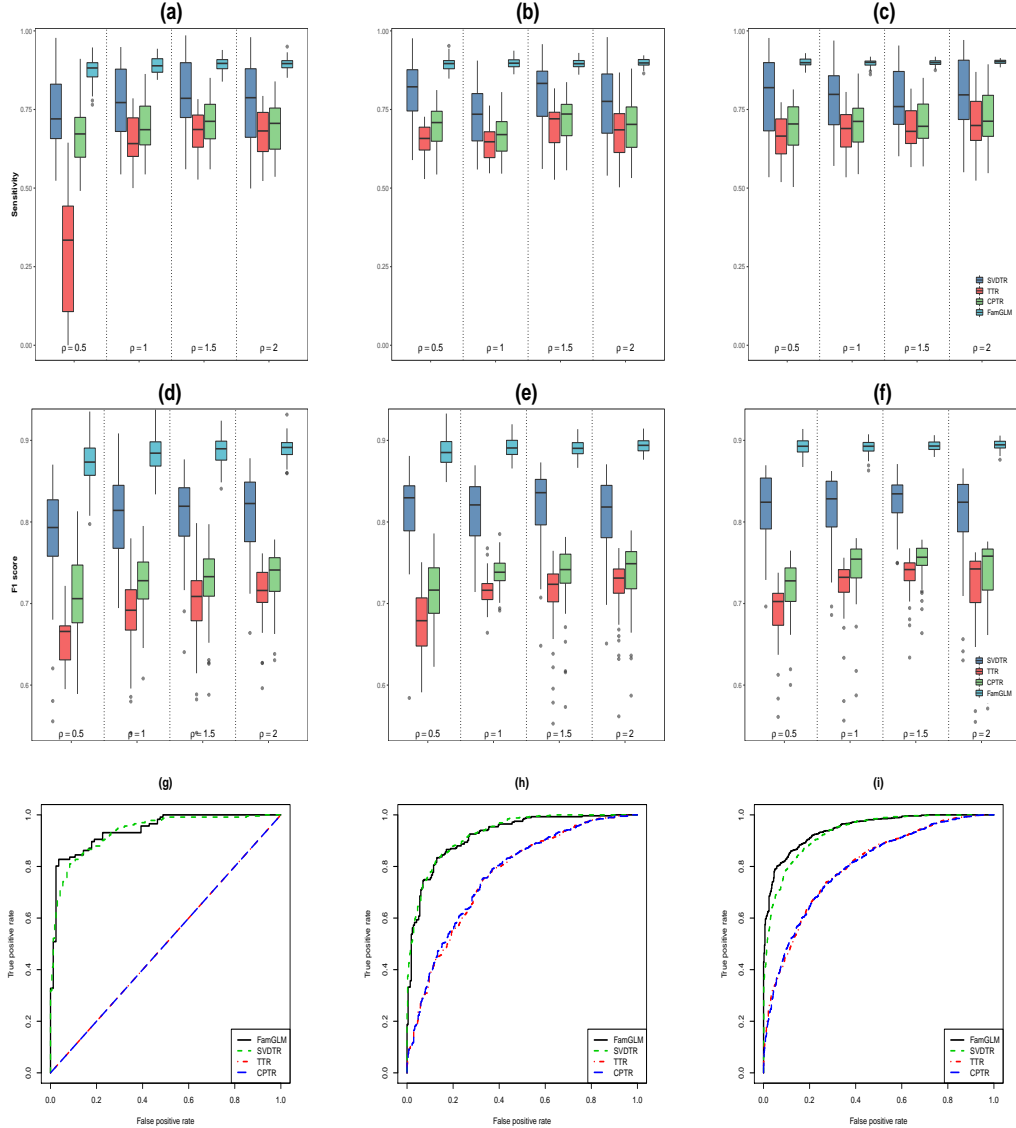 (a)
(b)
(c)
1.00
0.75
0.50
0.25
0.00
Sensitivity
ρ = 0.5
ρ = 1
ρ = 1.5
ρ = 2
1.00
0.75
0.50
0.25
0.00
ρ = 0.5
ρ = 1
ρ = 1.5
ρ = 2
1.00
0.75
0.50
0.25
0.00
ρ = 0.5
ρ = 1
ρ = 1.5
ρ = 2
SVDTR
TTR
CPTR
FamGLM
(d)
(e)
(f)
0.9
0.8
0.7
0.6
F1 score
ρ = 0.5
ρ = 1
ρ = 1.5
ρ = 2
0.9
0.8
0.7
0.6
ρ = 0.5
ρ = 1
ρ = 1.5
ρ = 2
0.9
0.8
0.7
0.6
ρ = 0.5
ρ = 1
ρ = 1.5
ρ = 2
SVDTR
TTR
CPTR
FamGLM
(g)
(h)
(i)
True positive rate
0.0 0.2 0.4 0.6 0.8 1.0
0.0 0.2 0.4 0.6 0.8 1.0
False positive rate
FamGLM
SVDTR
TTR
CPTR
True positive rate
0.0 0.2 0.4 0.6 0.8 1.0
0.0 0.2 0.4 0.6 0.8 1.0
False positive rate
FamGLM
SVDTR
TTR
CPTR
True positive rate
0.0 0.2 0.4 0.6 0.8 1.0
0.0 0.2 0.4 0.6 0.8 1.0
False positive rate
FamGLM
SVDTR
TTR
CPTR